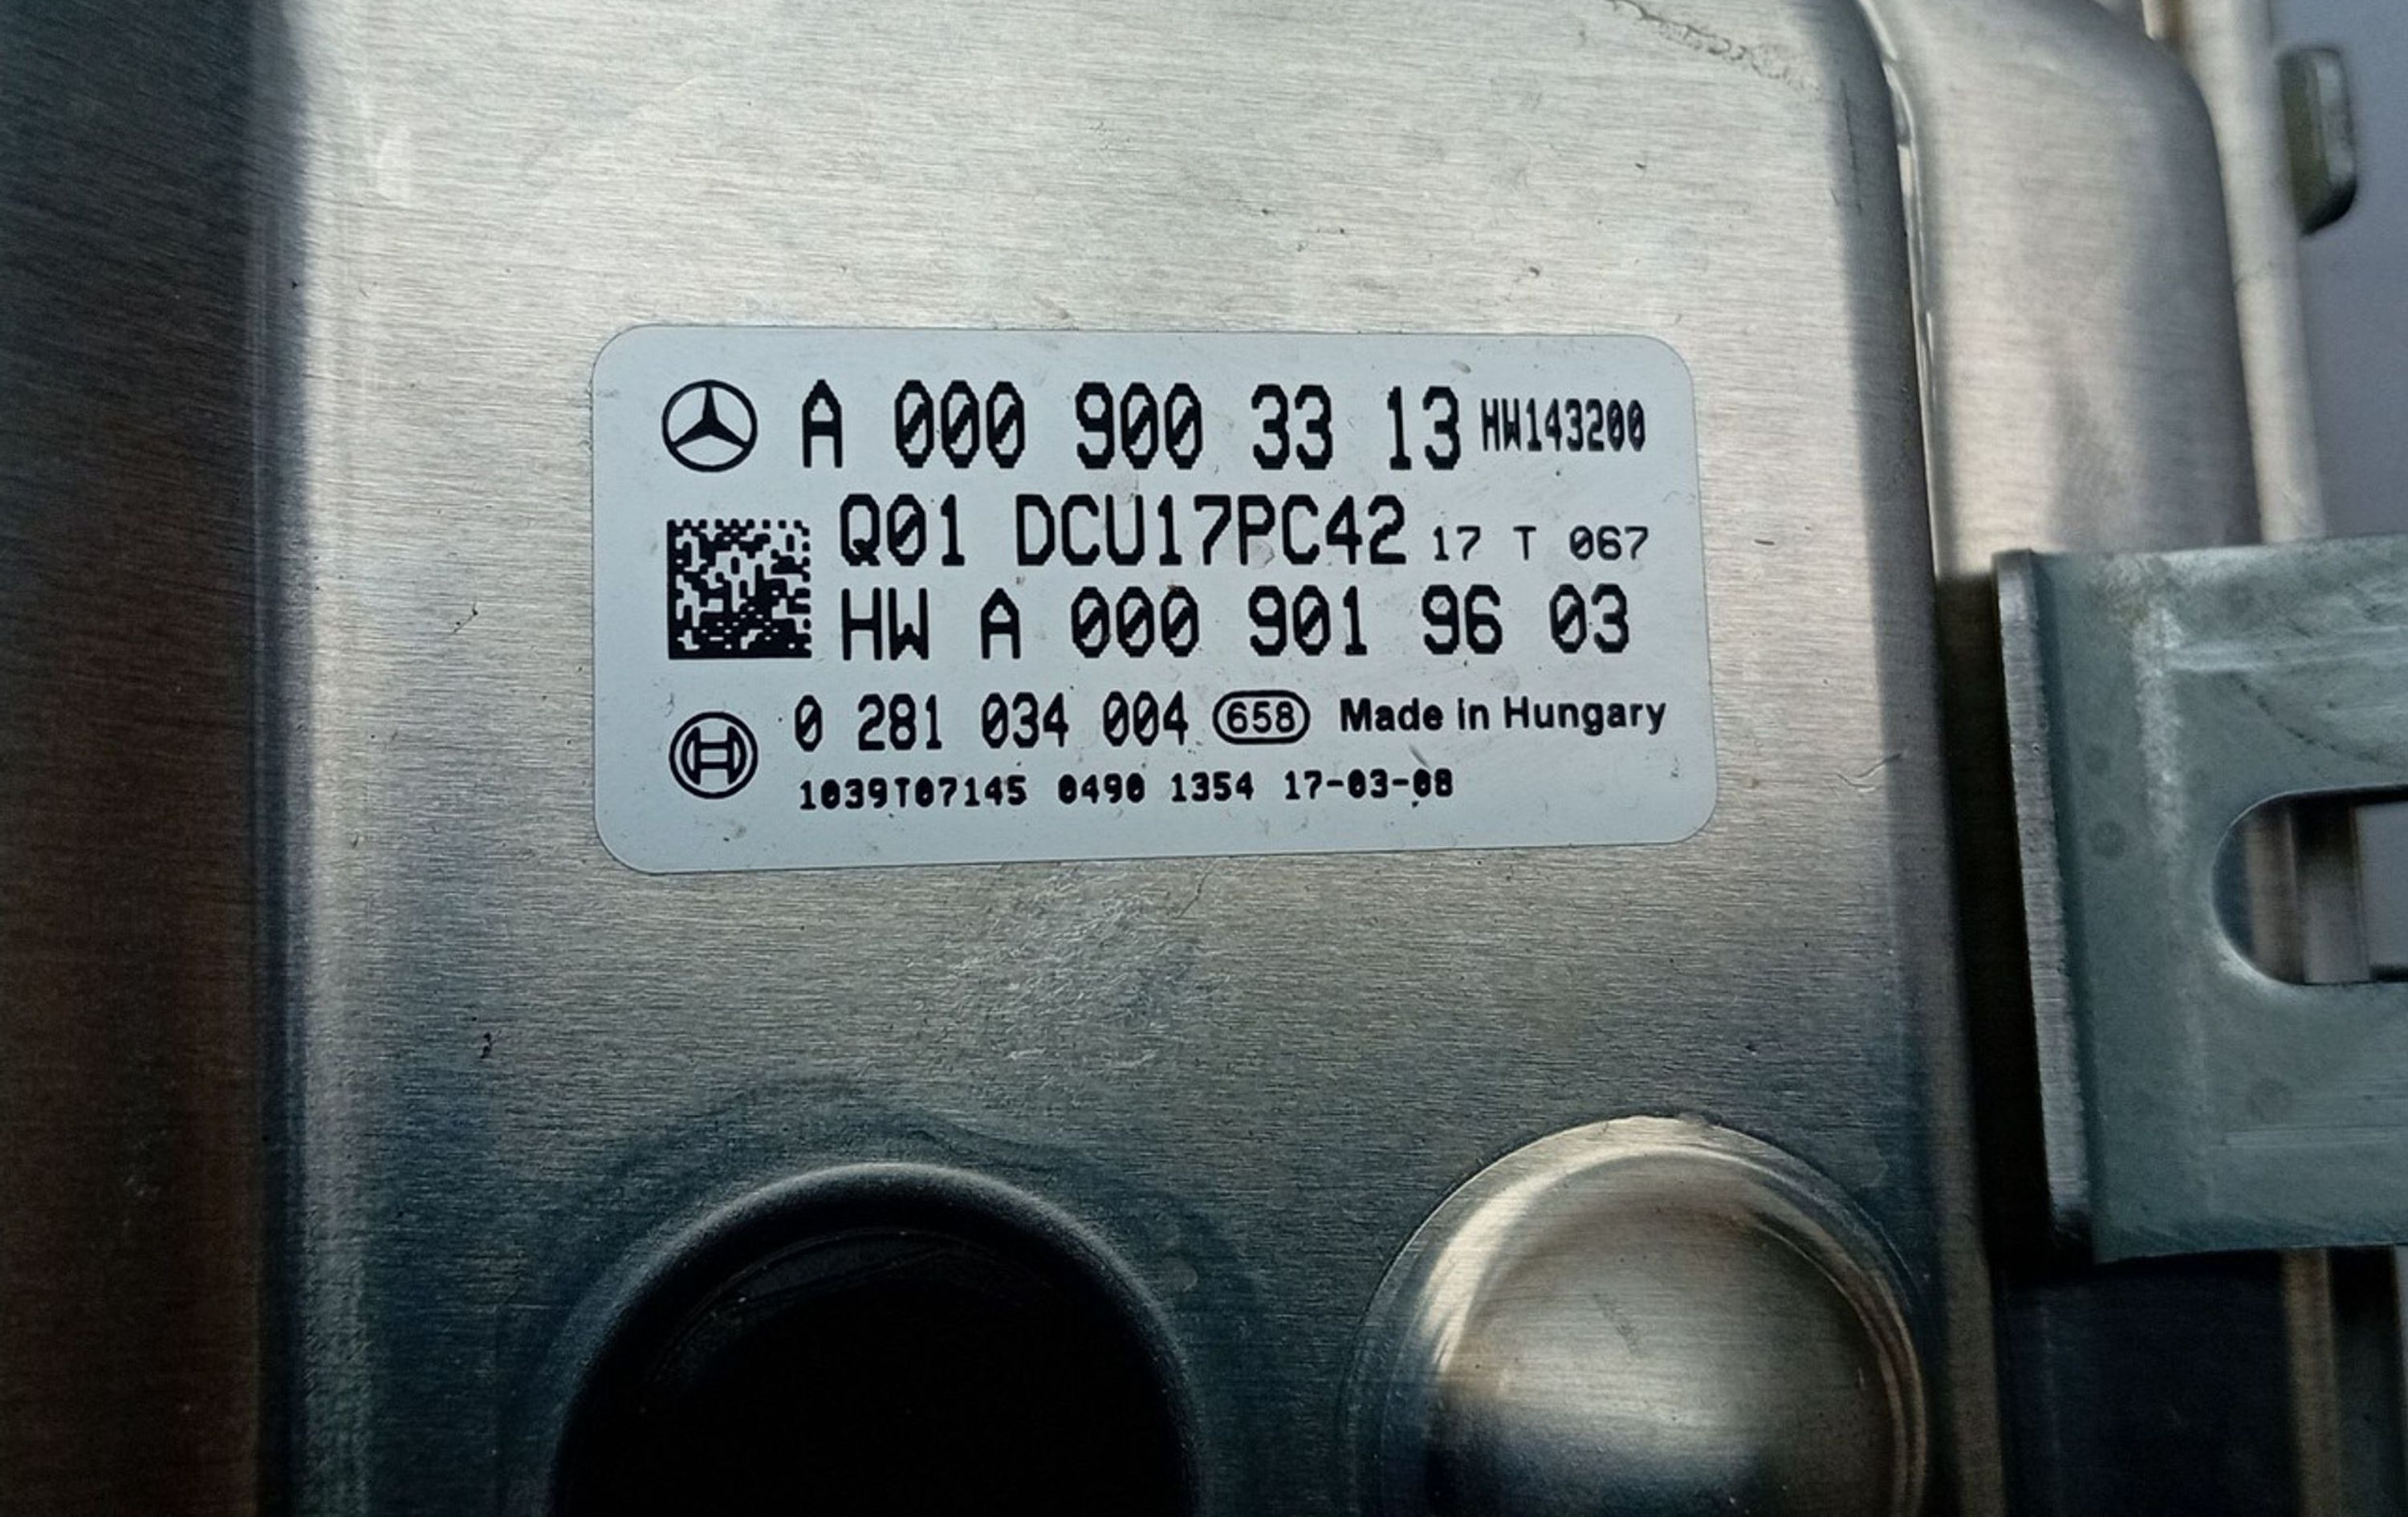 A 000 900 33 13 HW143200
Q01 DCU17PC42 17 T 067
HW A 000 901 96 03
0 281 034 004 658 Made in Hungary
1039T07145 0490 1354 17-03-08